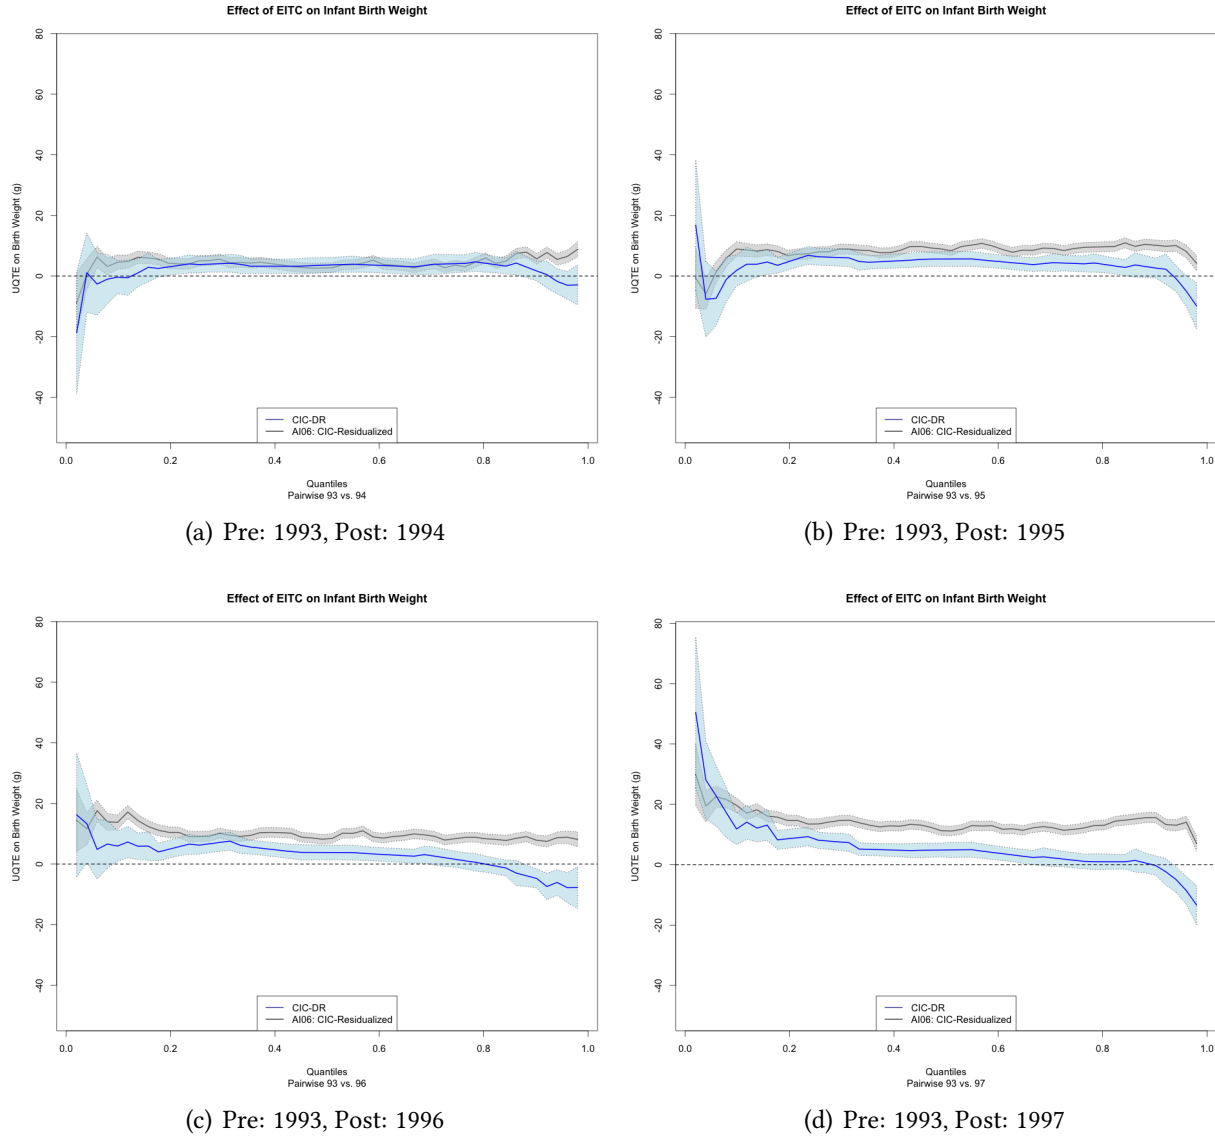 Effect of EITC on Infant Birth Weight
UQTE on Birth Weight (g)
80
60
40
20
0
-20
-40
CIC-DR
AI06: CIC-Residualized
0.0 0.2 0.4 0.6 0.8 1.0
Quantiles
Pairwise 93 vs. 94
(a) Pre: 1993, Post: 1994
Effect of EITC on Infant Birth Weight
UQTE on Birth Weight (g)
80
60
40
20
0
-20
-40
CIC-DR
AI06: CIC-Residualized
0.0 0.2 0.4 0.6 0.8 1.0
Quantiles
Pairwise 93 vs. 95
(b) Pre: 1993, Post: 1995
Effect of EITC on Infant Birth Weight
UQTE on Birth Weight (g)
80
60
40
20
0
-20
-40
CIC-DR
AI06: CIC-Residualized
0.0 0.2 0.4 0.6 0.8 1.0
Quantiles
Pairwise 93 vs. 96
(c) Pre: 1993, Post: 1996
Effect of EITC on Infant Birth Weight
UQTE on Birth Weight (g)
80
60
40
20
0
-20
-40
CIC-DR
AI06: CIC-Residualized
0.0 0.2 0.4 0.6 0.8 1.0
Quantiles
Pairwise 93 vs. 97
(d) Pre: 1993, Post: 1997